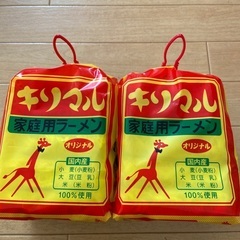 キリマル
家庭用ラーメン
オリジナル
国内産
小麦(小麦粉)
大豆(豆乳)
米(米粉)
100%使用
キリマル
家庭用ラーメン
オリジナル
国内産
小麦(小麦粉)
大豆(豆乳)
米(米粉)
100%使用